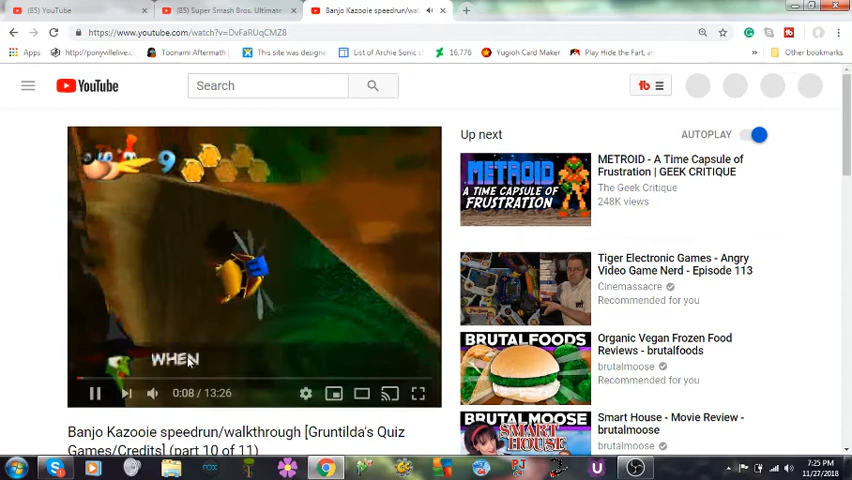 (85) YouTube
(85) Super Smash Bros. Ultimate
Banjo Kazooie speedrun/wal
https://www.youtube.com/watch?v=DvFaRUqCMZ8
Apps
http://ponyvillelive.c
Toonami Aftermath
This site was designe
List of Archie Sonic c
16,776
Yugioh Card Maker
Play Hide the Fart, a
Other bookmarks
YouTube
Search
tb
Up next
AUTOPLAY
9
WHEN
0:08 / 13:26
Banjo Kazooie speedrun/walkthrough [Gruntilda's Quiz
Games/Credits] (part 10 of 11)
METROID
A TIME CAPSULE OF
FRUSTRATION
METROID - A Time Capsule of
Frustration | GEEK CRITIQUE
The Geek Critique
248K views
Tiger Electronic Games - Angry
Video Game Nerd - Episode 113
Cinemassacre
Recommended for you
BRUTALFOODS
Organic Vegan Frozen Food
Reviews - brutalfoods
brutalmoose
Recommended for you
BRUTALMOOSE
SMART
HOUSE
Smart House - Movie Review -
brutalmoose
brutalmoose
7:25 PM
11/27/2018